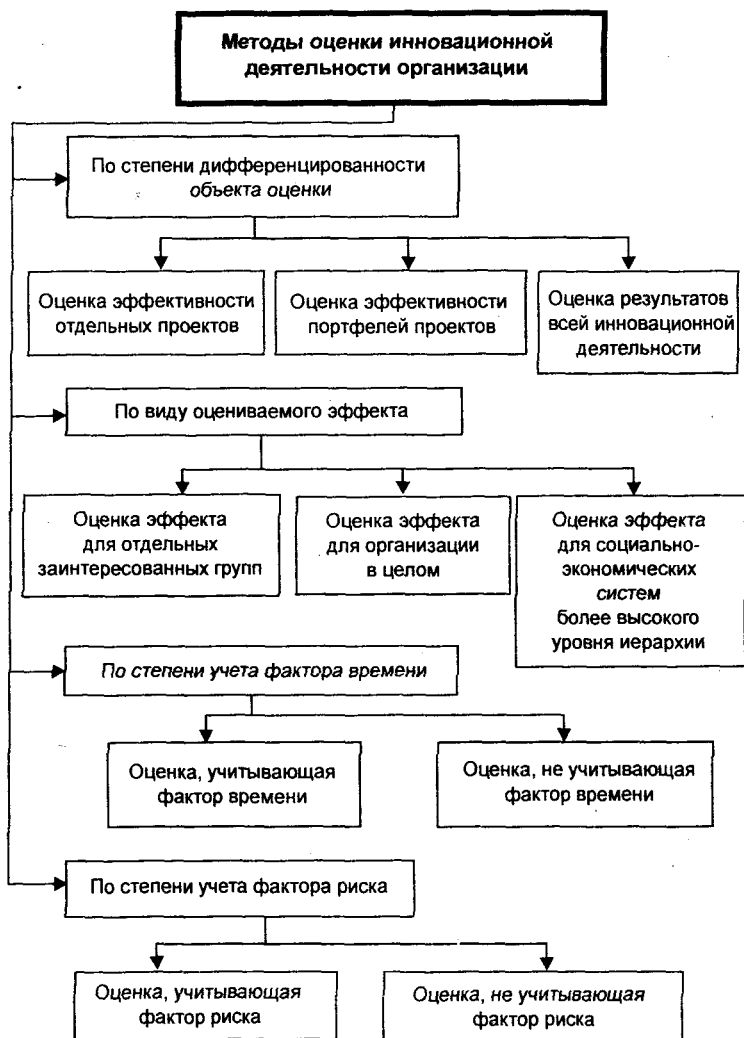 Методы оценки инновационной
деятельности организации
По степени дифференцированности
объекта оценки
Оценка эффективности
отдельных проектов
Оценка эффективности
портфелей проектов
Оценка результатов
всей инновационной
деятельности
По виду оцениваемого эффекта
Оценка эффекта
для отдельных
заинтересованных групп
Оценка эффекта
для организации
в целом
Оценка эффекта
для социально-
экономических
систем
более высокого
уровня иерархии
По степени учета фактора времени
Оценка, учитывающая
фактор времени
Оценка, не учитывающая
фактор времени
По степени учета фактора риска
Оценка, учитывающая
фактор риска
Оценка, не учитывающая
фактор риска